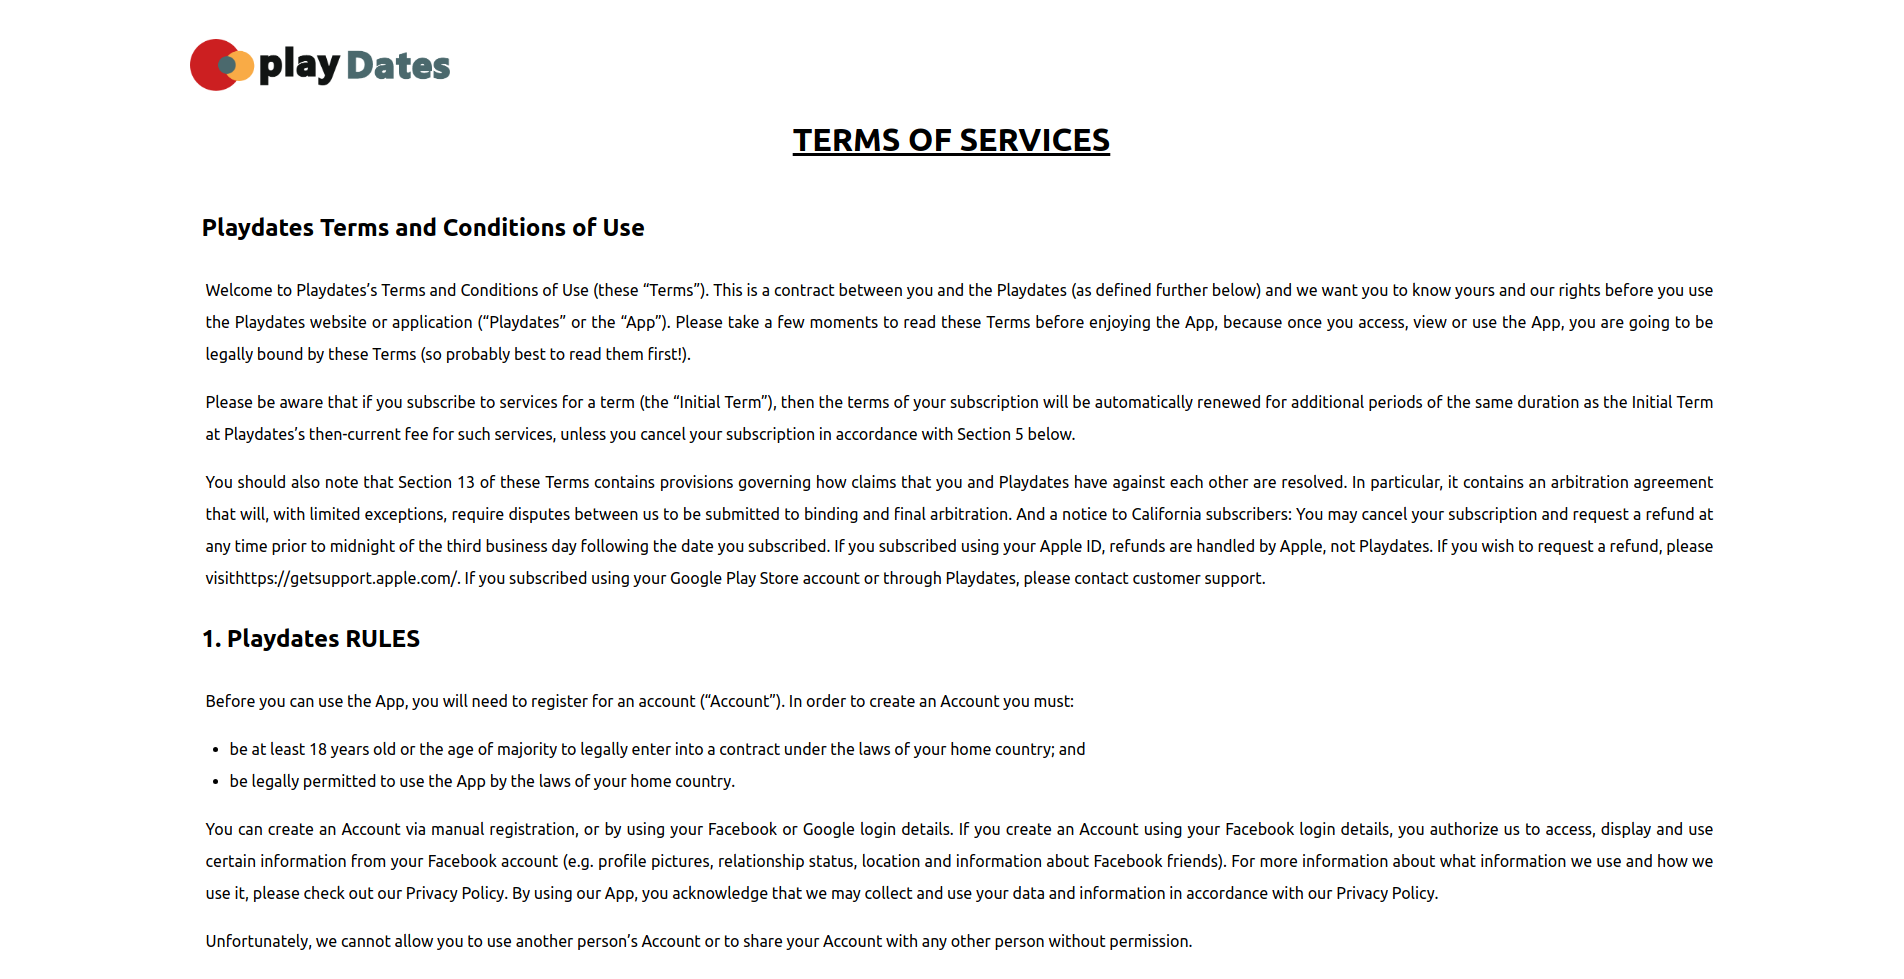 play Dates
TERMS OF SERVICES
Playdates Terms and Conditions of Use
Welcome to Playdates’s Terms and Conditions of Use (these “Terms”). This is a contract between you and the Playdates (as defined further below) and we want you to know yours and our rights before you use
the Playdates website or application (“Playdates” or the “App”). Please take a few moments to read these Terms before enjoying the App, because once you access, view or use the App, you are going to be
legally bound by these Terms (so probably best to read them first!).
Please be aware that if you subscribe to services for a term (the “Initial Term”), then the terms of your subscription will be automatically renewed for additional periods of the same duration as the Initial Term
at Playdates’s then-current fee for such services, unless you cancel your subscription in accordance with Section 5 below.
You should also note that Section 13 of these Terms contains provisions governing how claims that you and Playdates have against each other are resolved. In particular, it contains an arbitration agreement
that will, with limited exceptions, require disputes between us to be submitted to binding and final arbitration. And a notice to California subscribers: You may cancel your subscription and request a refund at
any time prior to midnight of the third business day following the date you subscribed. If you subscribed using your Apple ID, refunds are handled by Apple, not Playdates. If you wish to request a refund, please
visithttps://getsupport.apple.com/. If you subscribed using your Google Play Store account or through Playdates, please contact customer support.
1. Playdates RULES
Before you can use the App, you will need to register for an account (“Account”). In order to create an Account you must:
• be at least 18 years old or the age of majority to legally enter into a contract under the laws of your home country; and
• be legally permitted to use the App by the laws of your home country.
You can create an Account via manual registration, or by using your Facebook or Google login details. If you create an Account using your Facebook login details, you authorize us to access, display and use
certain information from your Facebook account (e.g. profile pictures, relationship status, location and information about Facebook friends). For more information about what information we use and how we
use it, please check out our Privacy Policy. By using our App, you acknowledge that we may collect and use your data and information in accordance with our Privacy Policy.
Unfortunately, we cannot allow you to use another person’s Account or to share your Account with any other person without permission.